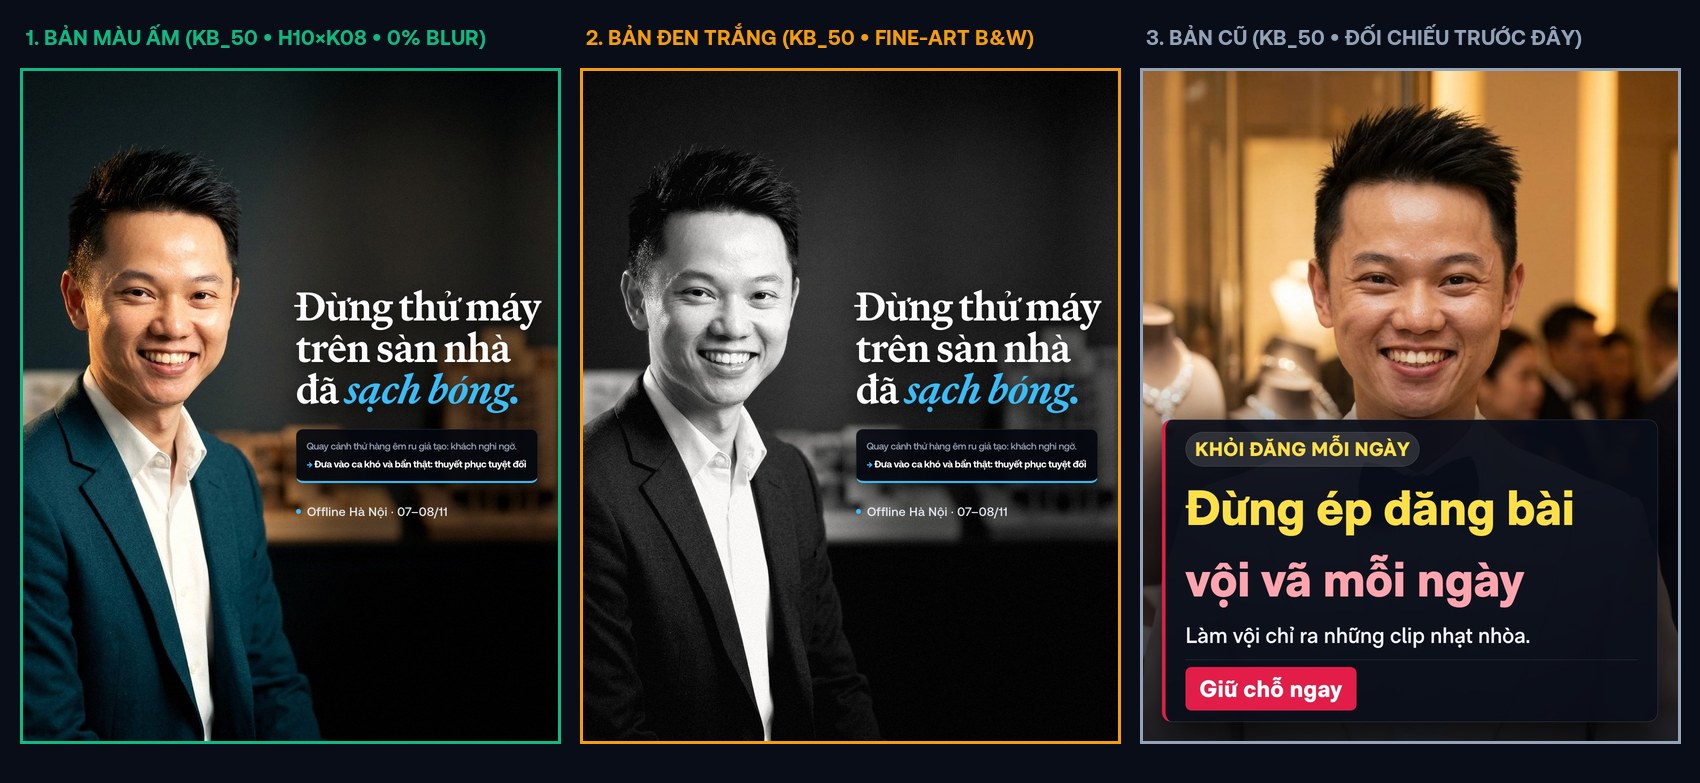 1. BẢN MÀU ẤM (KB_50 • H10×K08 • 0% BLUR)
Đừng thử máy
trên sàn nhà
đã sạch bóng.
Quay cảnh thử hàng êm ru giả tạo: khách nghi ngờ.
→ Đưa vào ca khó và bẩn thật: thuyết phục tuyệt đối
• Offline Hà Nội · 07–08/11
2. BẢN ĐEN TRẮNG (KB_50 • FINE-ART B&W)
Đừng thử máy
trên sàn nhà
đã sạch bóng.
Quay cảnh thử hàng êm ru giả tạo: khách nghi ngờ.
→ Đưa vào ca khó và bẩn thật: thuyết phục tuyệt đối
• Offline Hà Nội · 07–08/11
3. BẢN CŨ (KB_50 • ĐỐI CHIẾU TRƯỚC ĐÂY)
KHỎI ĐĂNG MỖI NGÀY
Đừng ép đăng bài
vội vã mỗi ngày
Làm vội chỉ ra những clip nhạt nhòa.
Giữ chỗ ngay